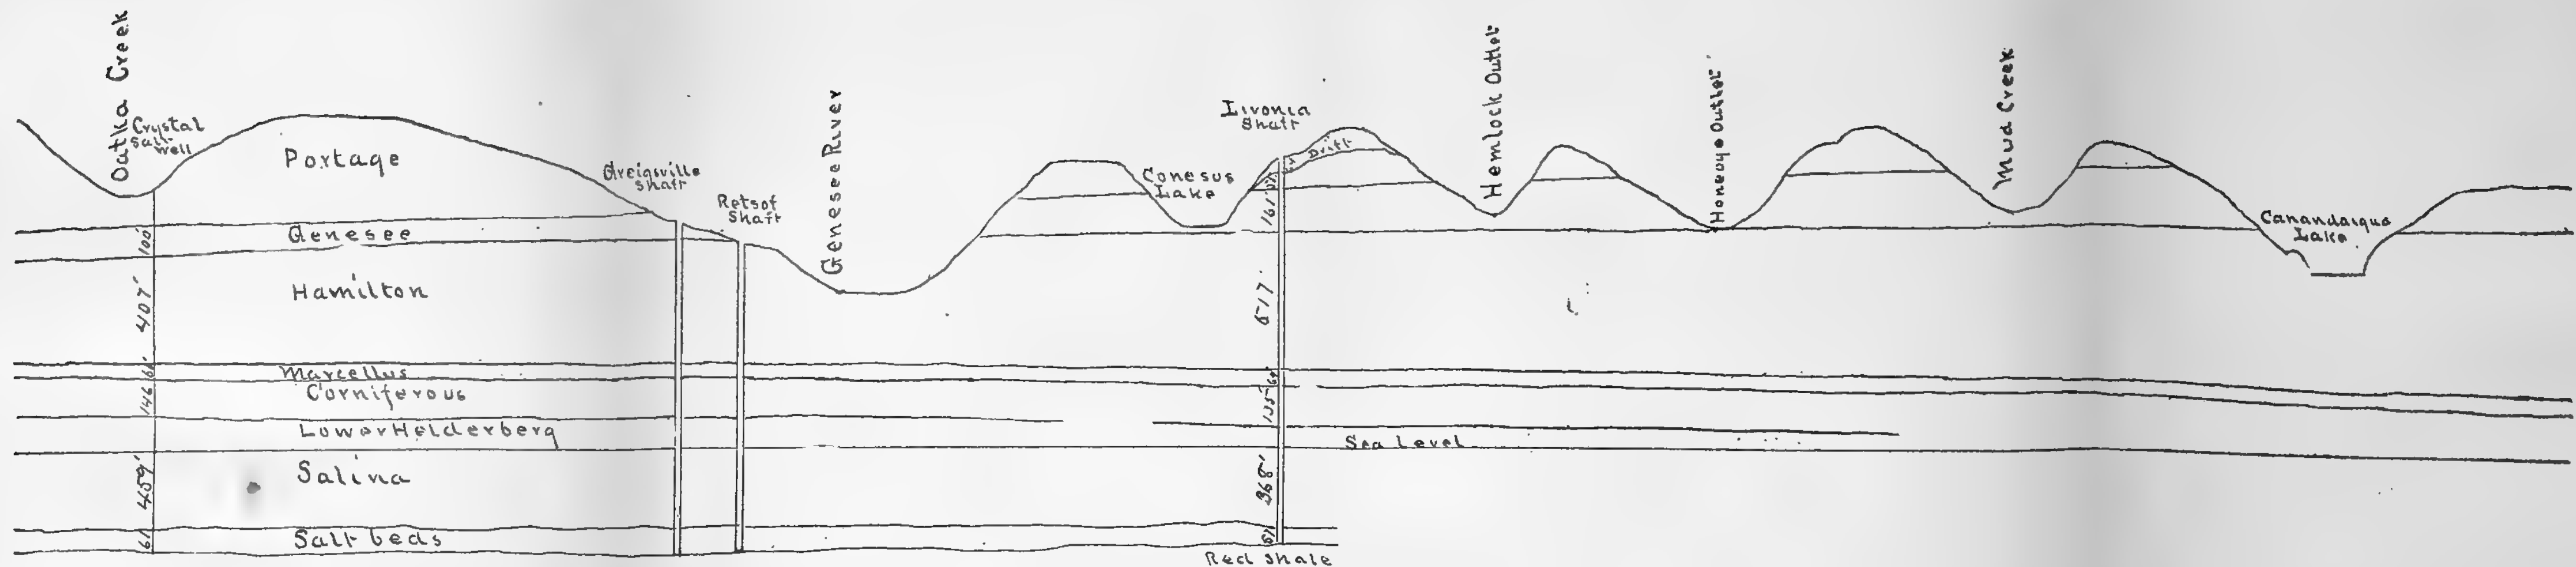 Oatka Creek
Crystal
Salt
Well
Portage
Greigsville
Shaft
Retsof
Shaft
Genesee River
Conesus
Lake
Livonia
Shaft
Drift
Hemlock Outlet
Honeoye Outlet
Mud Creek
Canandaigua
Lake
Genesee
100'
Hamilton
407'
Marcellus
Corniferous
146
Lower Helderberg
Sea Level
Salina
459'
Salt beds
61
161'
517'
135'
368'
Red Shale